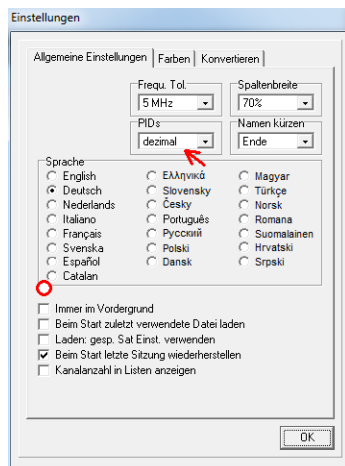 Einstellungen
Allgemeine Einstellungen Farben Konvertieren
Frequ. Tol. Spaltenbreite
5 MHz 70%
PIDs Namen kürzen
dezimal Ende
Sprache
English Ελληνικά Magyar
Deutsch Slovensky Türkçe
Nederlands Česky Norsk
Italiano Português Romana
Français Русский Suomalainen
Svenska Polski Hrvatski
Español Dansk Srpski
Catalan
Immer im Vordergrund
Beim Start zuletzt verwendete Datei laden
Laden: gesp. Sat Einst. verwenden
Beim Start letzte Sitzung wiederherstellen
Kanalanzahl in Listen anzeigen
OK